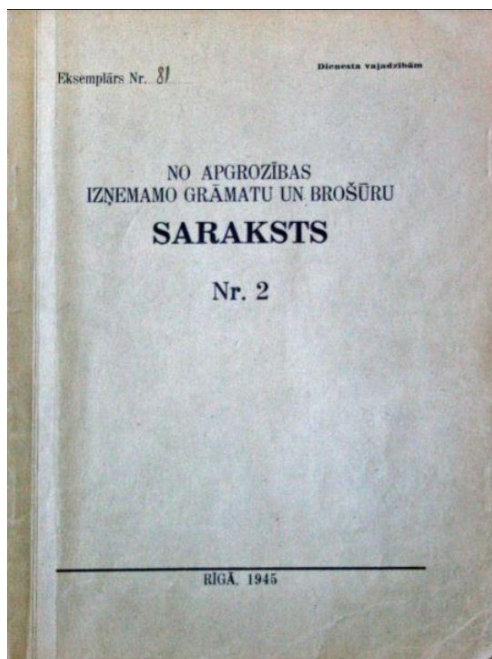 Dienesta vajadzībām
Eksemplārs Nr. 81
NO APGROZĪBAS
IZŅEMAMO GRĀMATU UN BROŠŪRU
SARAKSTS
Nr. 2
RĪGĀ, 1945